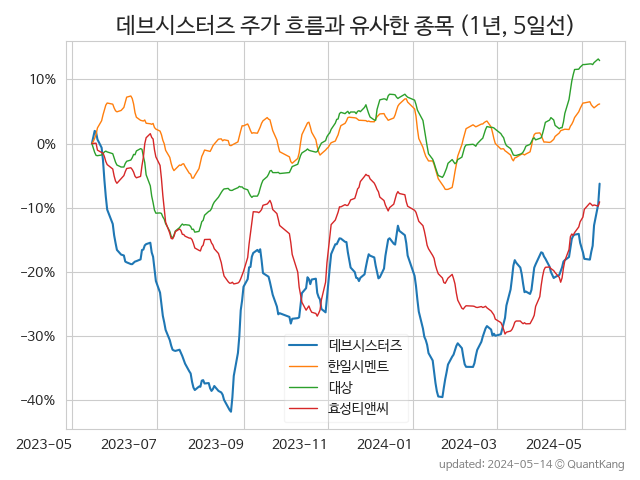 데브시스터즈 주가 흐름과 유사한 종목 (1년, 5일선)
10%
0%
−10%
−20%
−30%
−40%
데브시스터즈
한일시멘트
대상
효성티앤씨
2023-05 2023-07 2023-09 2023-11 2024-01 2024-03 2024-05
updated: 2024-05-14 © QuantKang